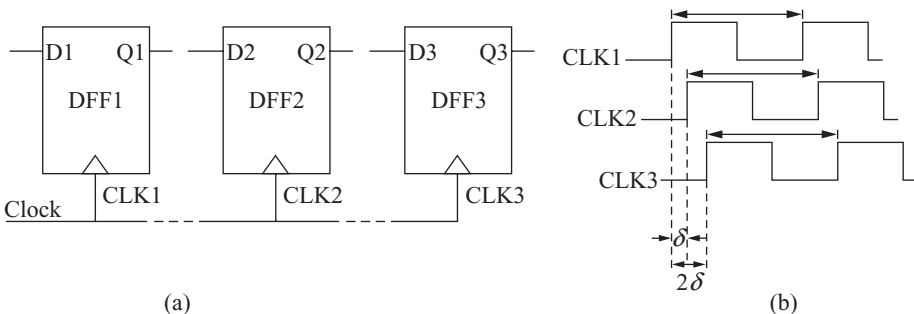 D1 Q1 D2 Q2 D3 Q3
DFF1 DFF2 DFF3
CLK1 CLK2 CLK3
Clock
(a)
CLK1
CLK2
CLK3
δ
2δ
(b)